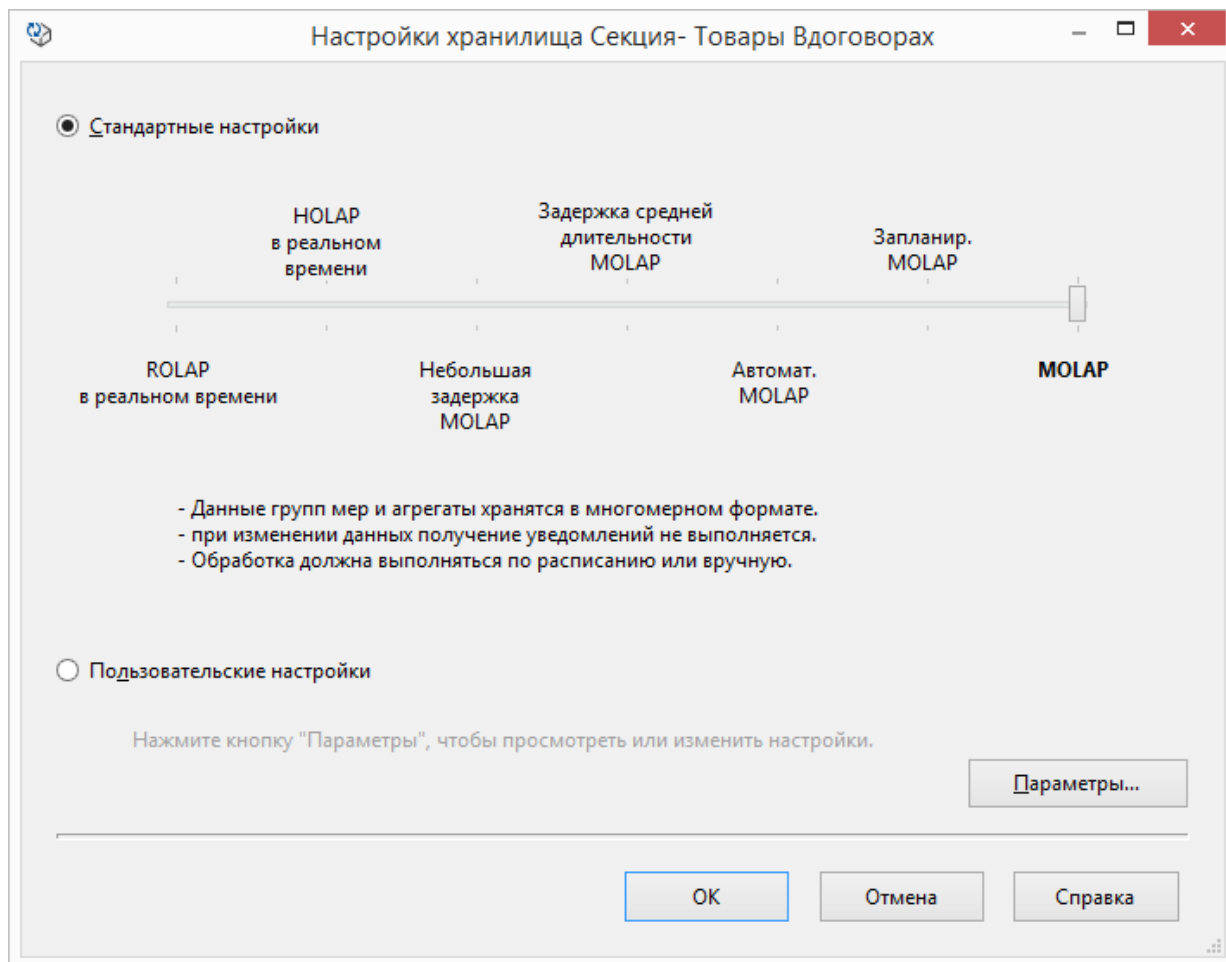 Настройки хранилища Секция- Товары Вдоговорах
Стандартные настройки
HOLAP
в реальном
времени
Задержка средней
длительности
MOLAP
Запланир.
MOLAP
ROLAP
в реальном времени
Небольшая
задержка
MOLAP
Автомат.
MOLAP
MOLAP
- Данные групп мер и агрегаты хранятся в многомерном формате.
- при изменении данных получение уведомлений не выполняется.
- Обработка должна выполняться по расписанию или вручную.
Пользовательские настройки
Нажмите кнопку "Параметры", чтобы просмотреть или изменить настройки.
Параметры...
OK
Отмена
Справка